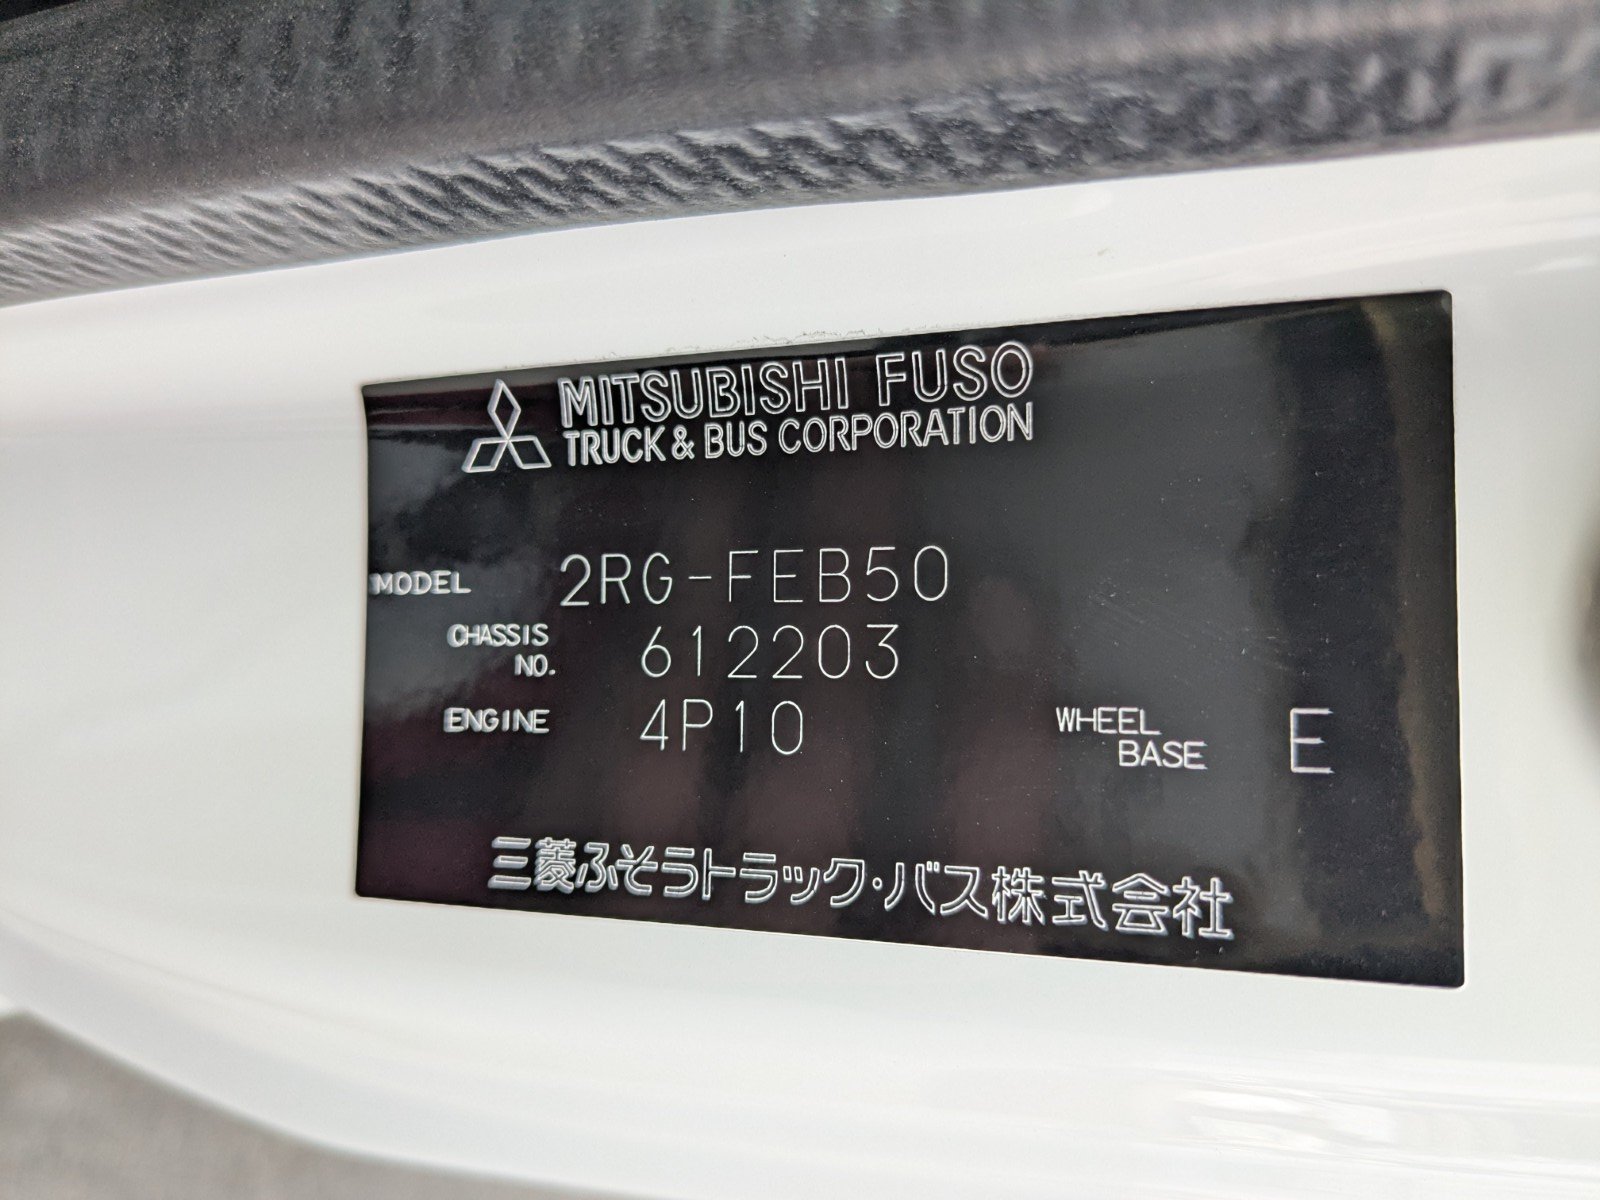 MITSUBISHI FUSO
TRUCK & BUS CORPORATION
MODEL 2RG-FEB50
CHASSIS NO. 612203
ENGINE 4P10
WHEEL BASE E
三菱ふそうトラック・バス株式会社